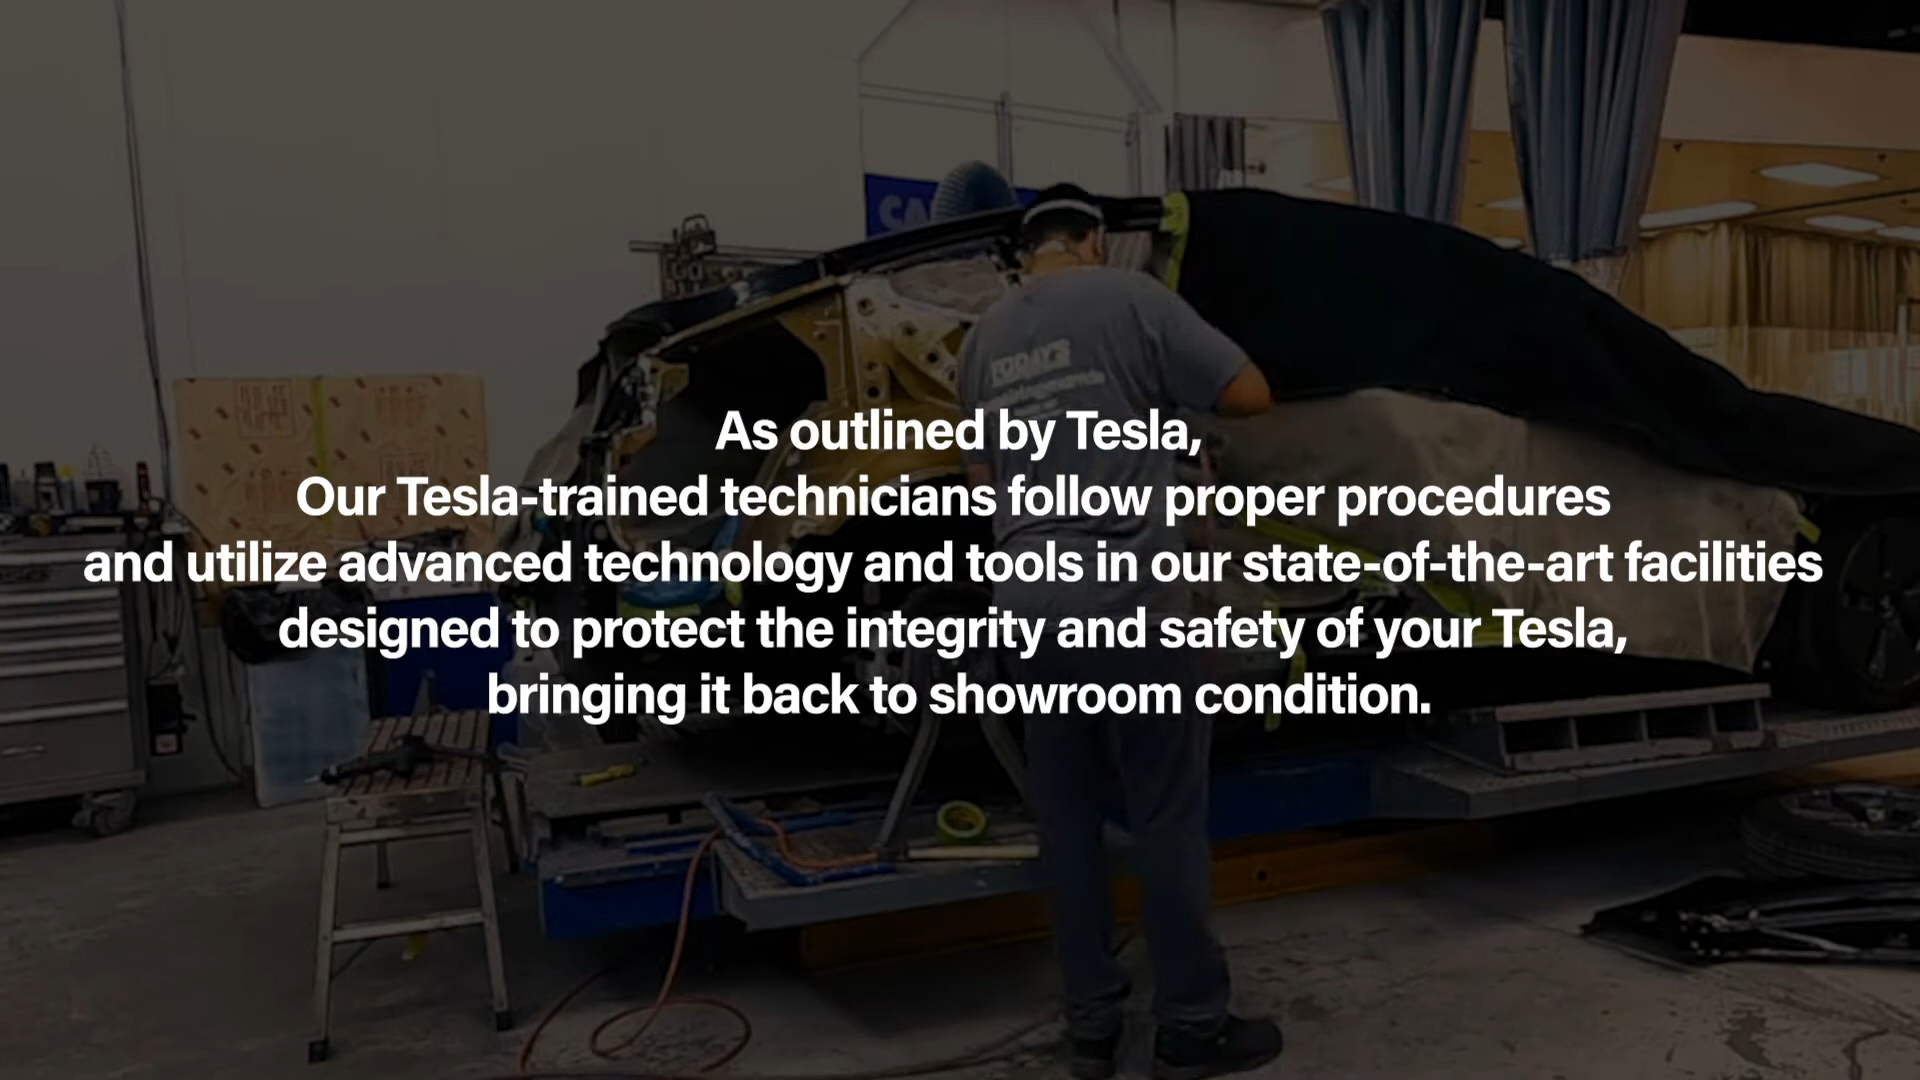 CA
TODAY'S
As outlined by Tesla,
Our Tesla-trained technicians follow proper procedures
and utilize advanced technology and tools in our state-of-the-art facilities
designed to protect the integrity and safety of your Tesla,
bringing it back to showroom condition.